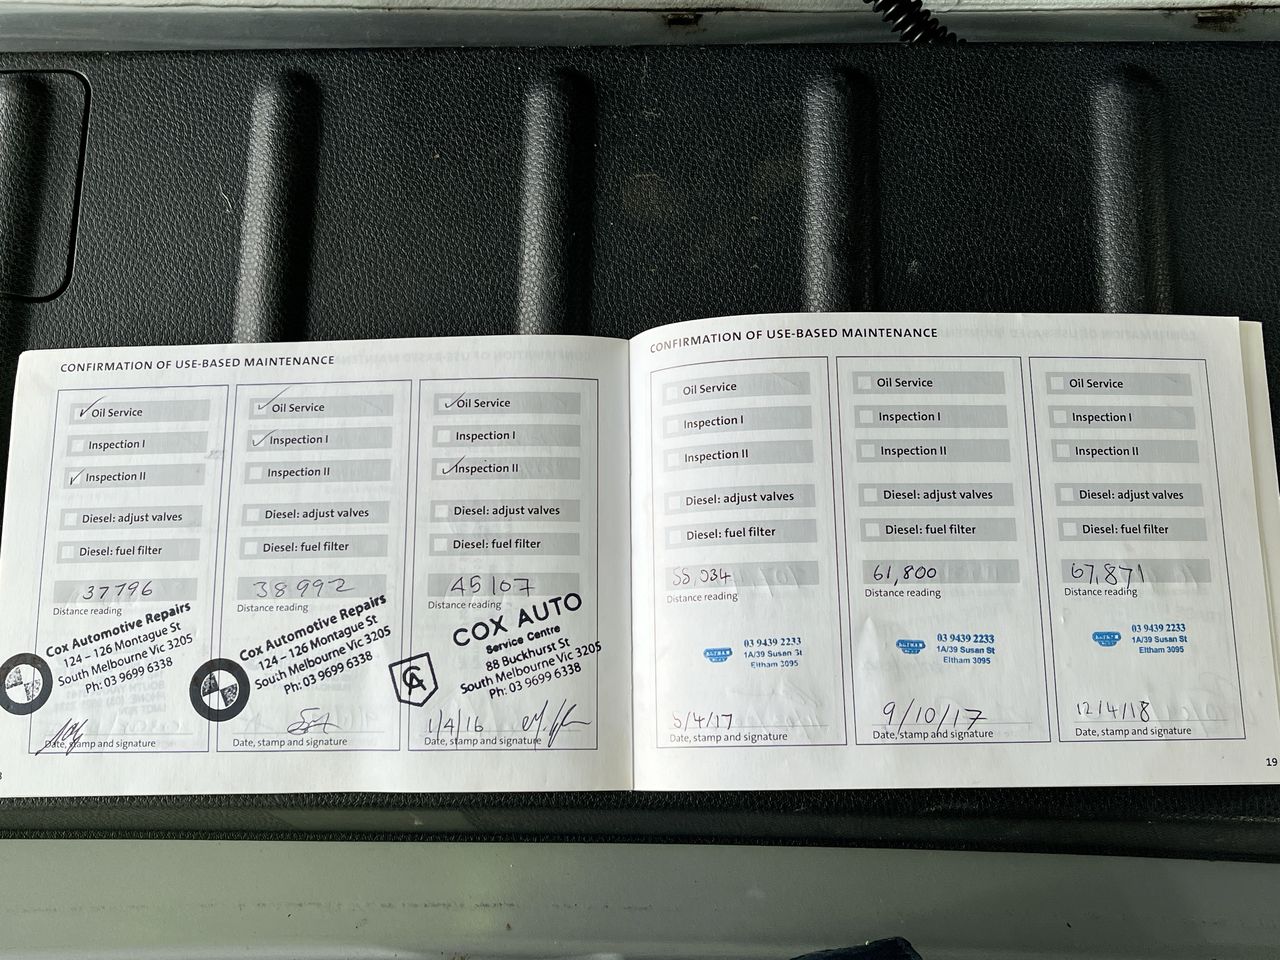 CONFIRMATION OF USE-BASED MAINTENANCE
Oil Service
Inspection I
Inspection II
Diesel: adjust valves
Diesel: fuel filter
37796
Distance reading
Cox Automotive Repairs
124 – 126 Montague St
South Melbourne Vic 3205
Ph: 03 9699 6338
Date, stamp and signature
Oil Service
Inspection I
Inspection II
Diesel: adjust valves
Diesel: fuel filter
38992
Distance reading
Cox Automotive Repairs
124 – 126 Montague St
South Melbourne Vic 3205
Ph: 03 9699 6338
Date, stamp and signature
Oil Service
Inspection I
Inspection II
Diesel: adjust valves
Diesel: fuel filter
45107
Distance reading
COX AUTO
Service Centre
88 Buckhurst St
South Melbourne Vic 3205
Ph: 03 9699 6338
1/4/16
Date, stamp and signature
CONFIRMATION OF USE-BASED MAINTENANCE
Oil Service
Inspection I
Inspection II
Diesel: adjust valves
Diesel: fuel filter
Distance reading
03 9439 2233
1A/39 Susan St
Eltham 3095
5/4/17
Date, stamp and signature
Oil Service
Inspection I
Inspection II
Diesel: adjust valves
Diesel: fuel filter
61,800
Distance reading
03 9439 2233
1A/39 Susan St
Eltham 3095
9/10/17
Date, stamp and signature
Oil Service
Inspection I
Inspection II
Diesel: adjust valves
Diesel: fuel filter
67,871
Distance reading
03 9439 2233
1A/39 Susan St
Eltham 3095
12/4/18
Date, stamp and signature
19